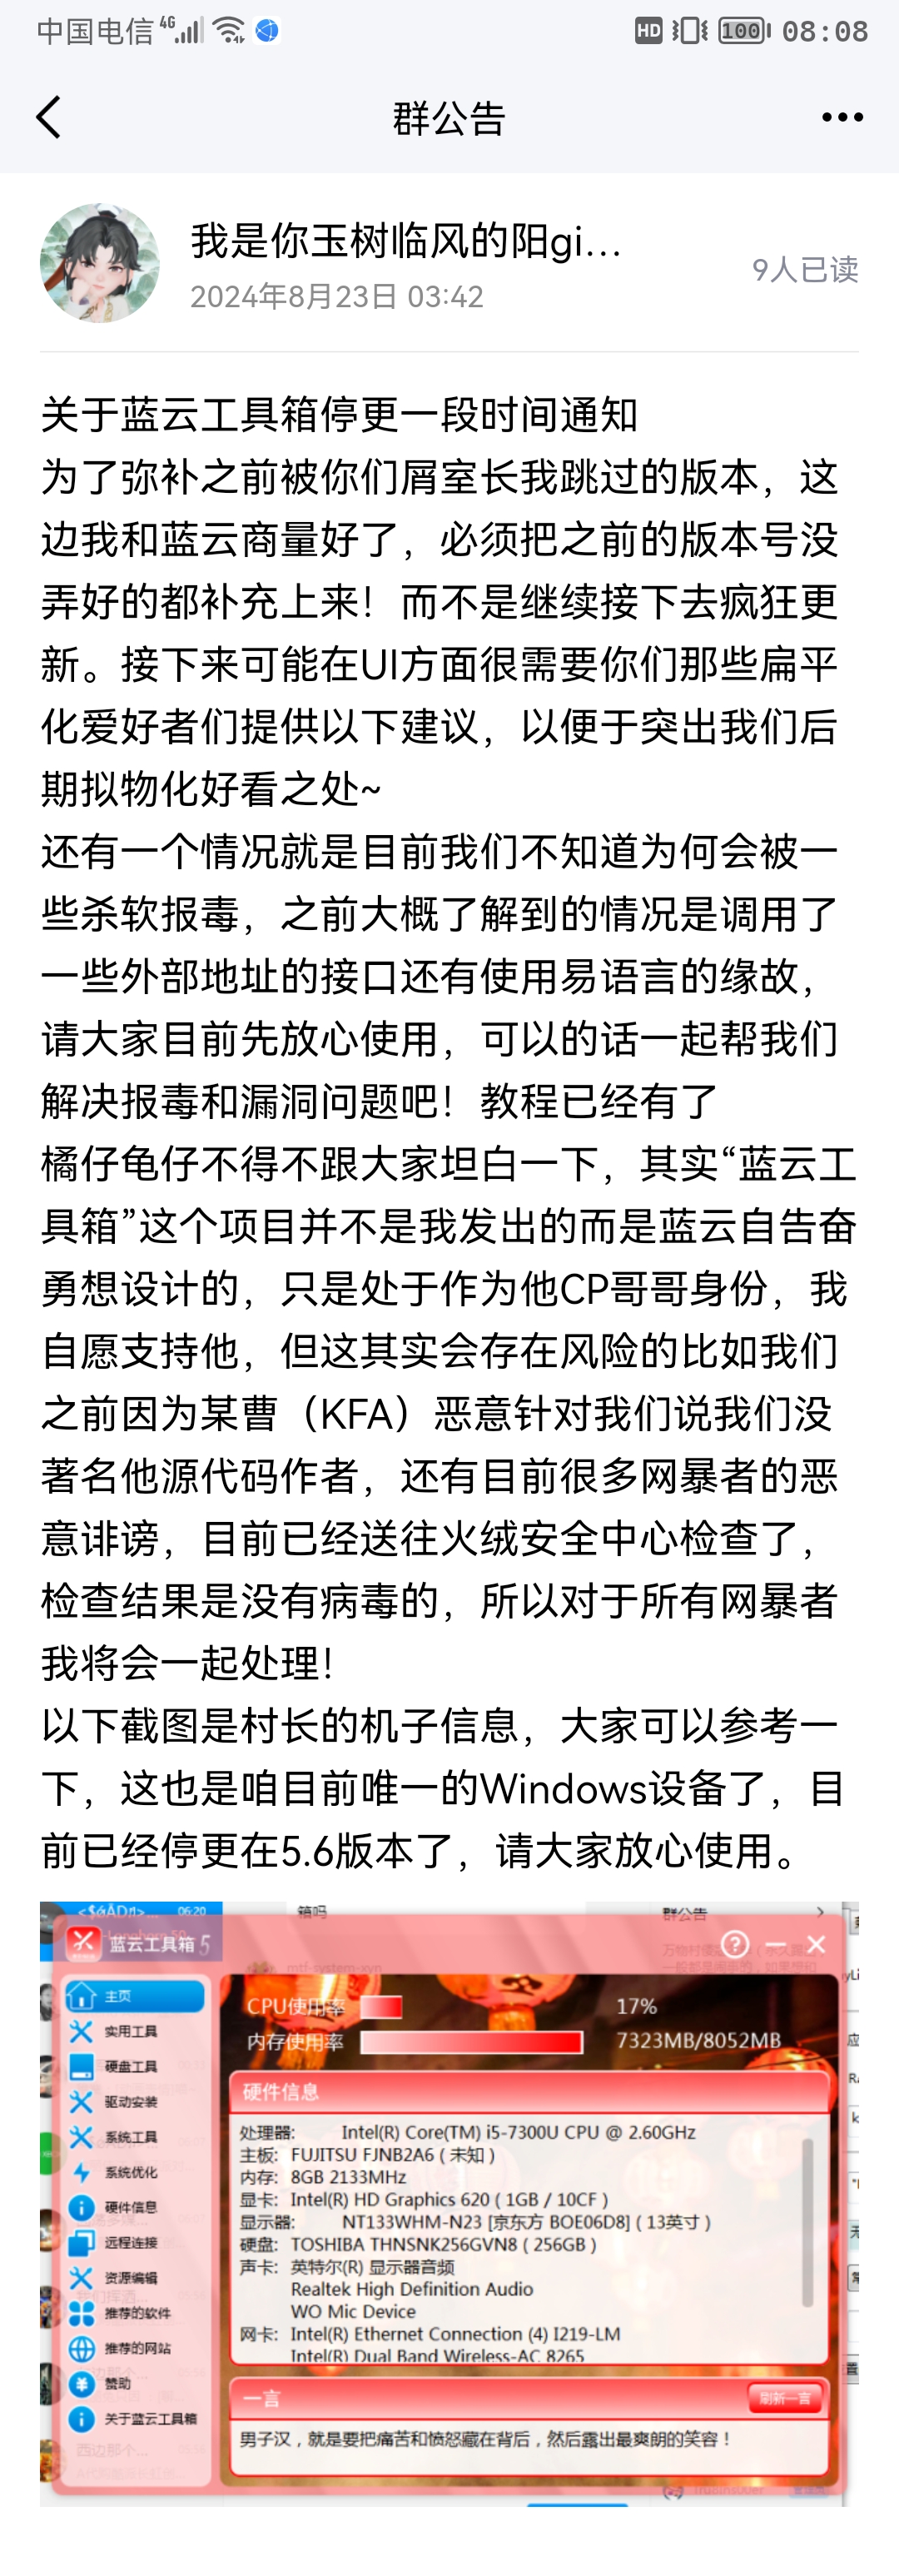 中国电信 4G HD 100 08:08
群公告
我是你玉树临风的阳gi...
2024年8月23日 03:42
9人已读
关于蓝云工具箱停更一段时间通知
为了弥补之前被你们屑室长我跳过的版本，这
边我和蓝云商量好了，必须把之前的版本号没
弄好的都补充上来！而不是继续接下去疯狂更
新。接下来可能在UI方面很需要你们那些扁平
化爱好者们提供以下建议，以便于突出我们后
期拟物化好看之处~
还有一个情况就是目前我们不知道为何会被一
些杀软报毒，之前大概了解到的情况是调用了
一些外部地址的接口还有使用易语言的缘故，
请大家目前先放心使用，可以的话一起帮我们
解决报毒和漏洞问题吧！教程已经有了
橘仔龟仔不得不跟大家坦白一下，其实“蓝云工
具箱”这个项目并不是我发出的而是蓝云自告奋
勇想设计的，只是处于作为他CP哥哥身份，我
自愿支持他，但这其实会存在风险的比如我们
之前因为某曹（KFA）恶意针对我们说我们没
著名他源代码作者，还有目前很多网暴者的恶
意诽谤，目前已经送往火绒安全中心检查了，
检查结果是没有病毒的，所以对于所有网暴者
我将会一起处理！
以下截图是村长的机子信息，大家可以参考一
下，这也是咱目前唯一的Windows设备了，目
前已经停更在5.6版本了，请大家放心使用。
06:20
箱吗
群公告
蓝云工具箱 5
mtf-system-syn
主页
实用工具
硬盘工具
驱动安装
系统工具
系统优化
硬件信息
远程连接
资源编辑
推荐的软件
推荐的网站
赞助
关于蓝云工具箱
CPU使用率 17%
内存使用率 7323MB/8052MB
硬件信息
处理器: Intel(R) Core(TM) i5-7300U CPU @ 2.60GHz
主板: FUJITSU FJNB2A6 ( 未知 )
内存: 8GB 2133MHz
显卡: Intel(R) HD Graphics 620 ( 1GB / 10CF )
显示器: NT133WHM-N23 [京东方 BOE06D8] ( 13英寸 )
硬盘: TOSHIBA THNSNK256GVN8 ( 256GB )
声卡: 英特尔(R) 显示器音频
Realtek High Definition Audio
WO Mic Device
网卡: Intel(R) Ethernet Connection (4) I219-LM
Intel(R) Dual Band Wireless-AC 8265
一言
刷新一言
男子汉，就是要把痛苦和愤怒藏在背后，然后露出最爽朗的笑容！